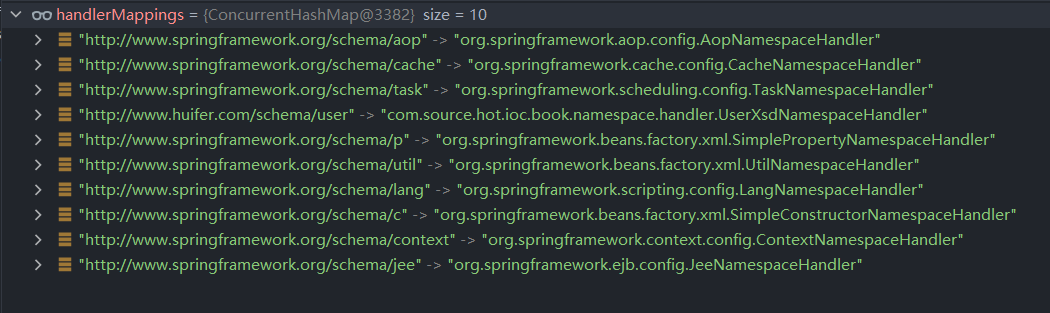 handlerMappings = {ConcurrentHashMap@3382} size = 10
"http://www.springframework.org/schema/aop" -> "org.springframework.aop.config.AopNamespaceHandler"
"http://www.springframework.org/schema/cache" -> "org.springframework.cache.config.CacheNamespaceHandler"
"http://www.springframework.org/schema/task" -> "org.springframework.scheduling.config.TaskNamespaceHandler"
"http://www.huifer.com/schema/user" -> "com.source.hot.ioc.book.namespace.handler.UserXsdNamespaceHandler"
"http://www.springframework.org/schema/p" -> "org.springframework.beans.factory.xml.SimplePropertyNamespaceHandler"
"http://www.springframework.org/schema/util" -> "org.springframework.beans.factory.xml.UtilNamespaceHandler"
"http://www.springframework.org/schema/lang" -> "org.springframework.scripting.config.LangNamespaceHandler"
"http://www.springframework.org/schema/c" -> "org.springframework.beans.factory.xml.SimpleConstructorNamespaceHandler"
"http://www.springframework.org/schema/context" -> "org.springframework.context.config.ContextNamespaceHandler"
"http://www.springframework.org/schema/jee" -> "org.springframework.ejb.config.JeeNamespaceHandler"